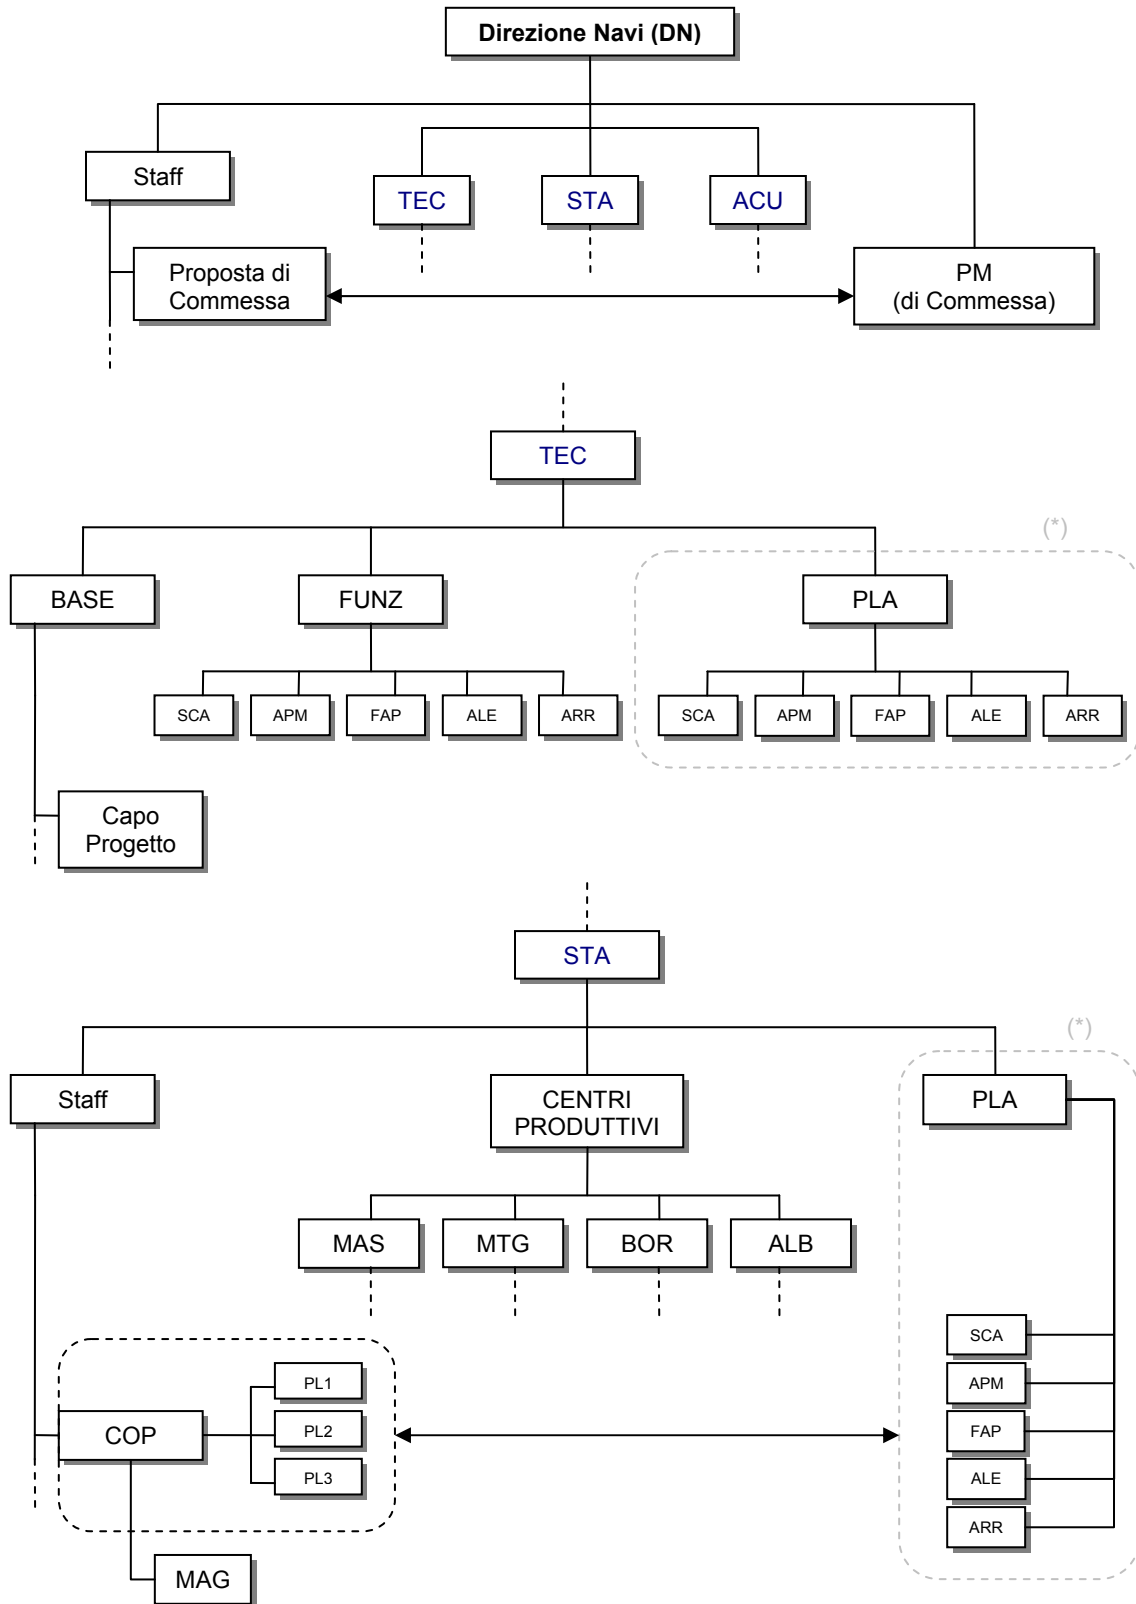 Direzione Navi (DN)
Staff
TEC
STA
ACU
Proposta di
Commessa
PM
(di Commessa)
TEC
(*)
BASE
FUNZ
PLA
SCA
APM
FAP
ALE
ARR
SCA
APM
FAP
ALE
ARR
Capo
Progetto
STA
(*)
Staff
CENTRI
PRODUTTIVI
PLA
MAS
MTG
BOR
ALB
COP
PL1
PL2
PL3
MAG
SCA
APM
FAP
ALE
ARR